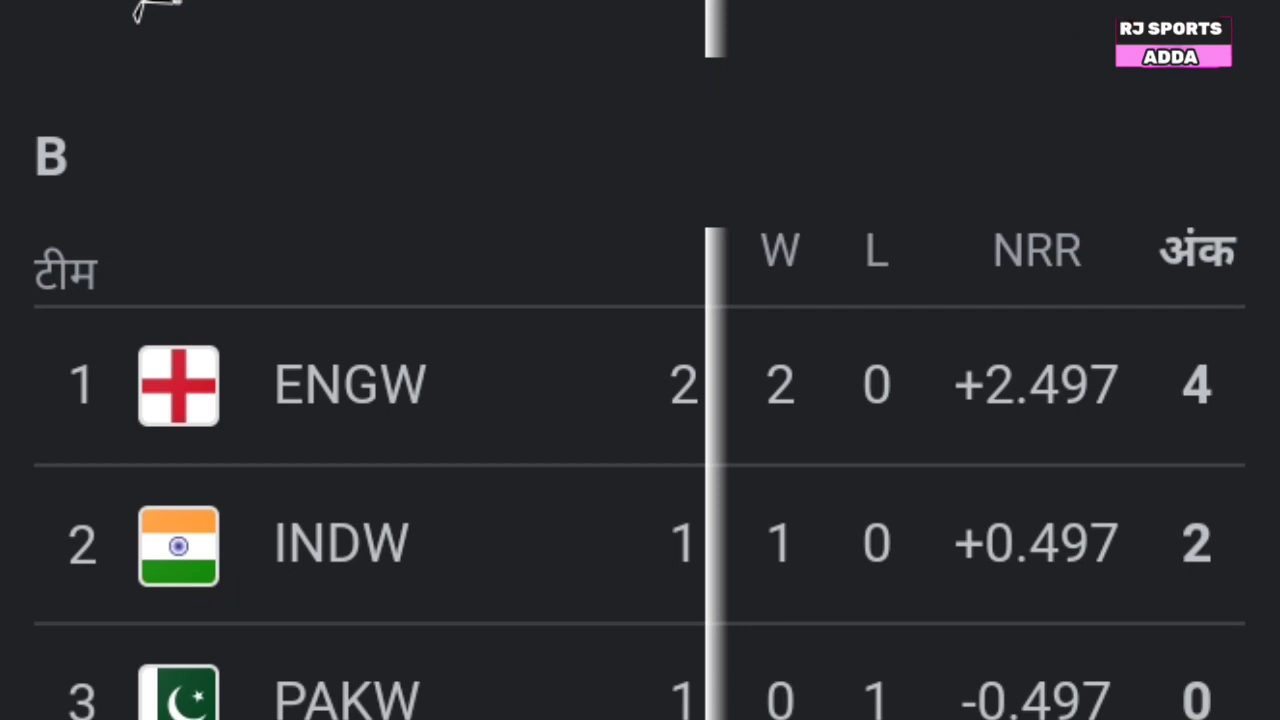 RJ SPORTS
ADDA
B
टीम W L NRR अंक
1 ENGW 2 2 0 +2.497 4
2 INDW 1 1 0 +0.497 2
3 PAKW 1 0 1 -0.497 0